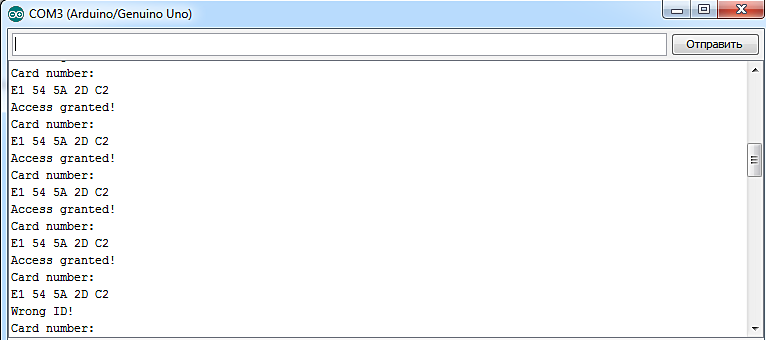 COM3 (Arduino/Genuino Uno)
Отправить
Card number:
E1 54 5A 2D C2
Access granted!
Card number:
E1 54 5A 2D C2
Access granted!
Card number:
E1 54 5A 2D C2
Access granted!
Card number:
E1 54 5A 2D C2
Access granted!
Card number:
E1 54 5A 2D C2
Wrong ID!
Card number: